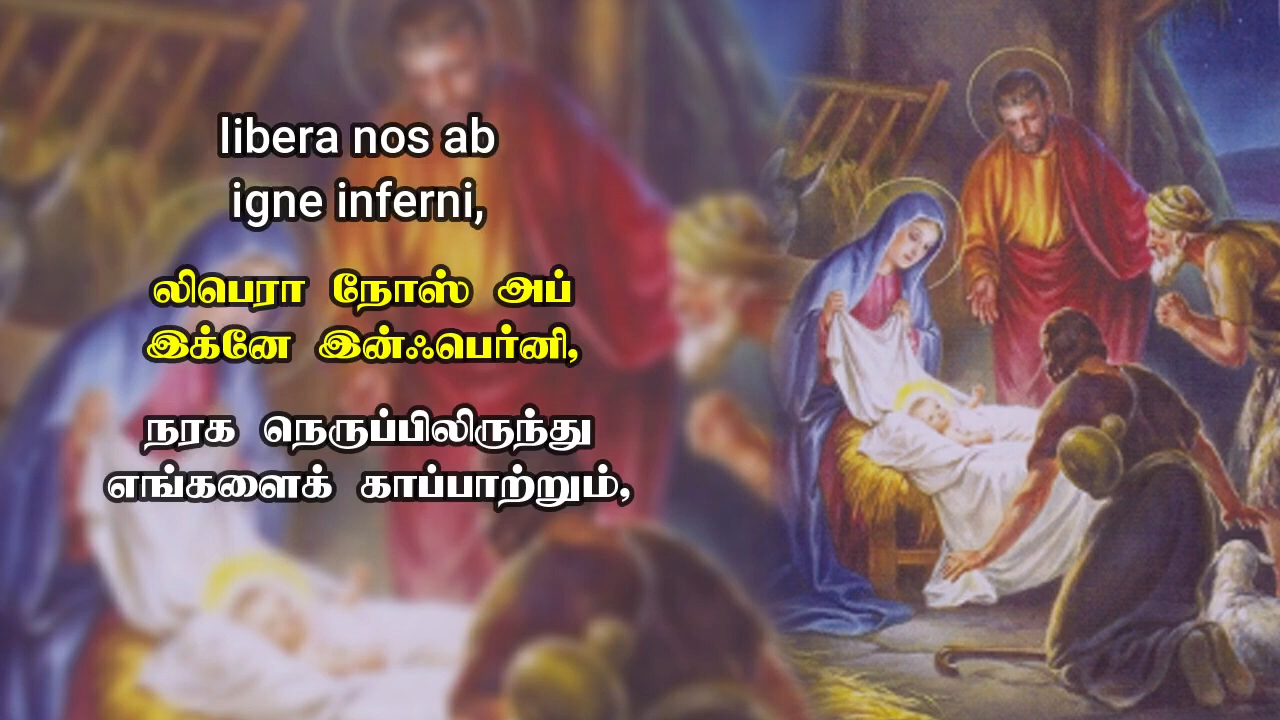 libera nos ab
igne inferni,
லிபெரா நோஸ் அப்
இக்னே இன்ஃபெர்னி,
நரக நெருப்பிலிருந்து
எங்களைக் காப்பாற்றும்,